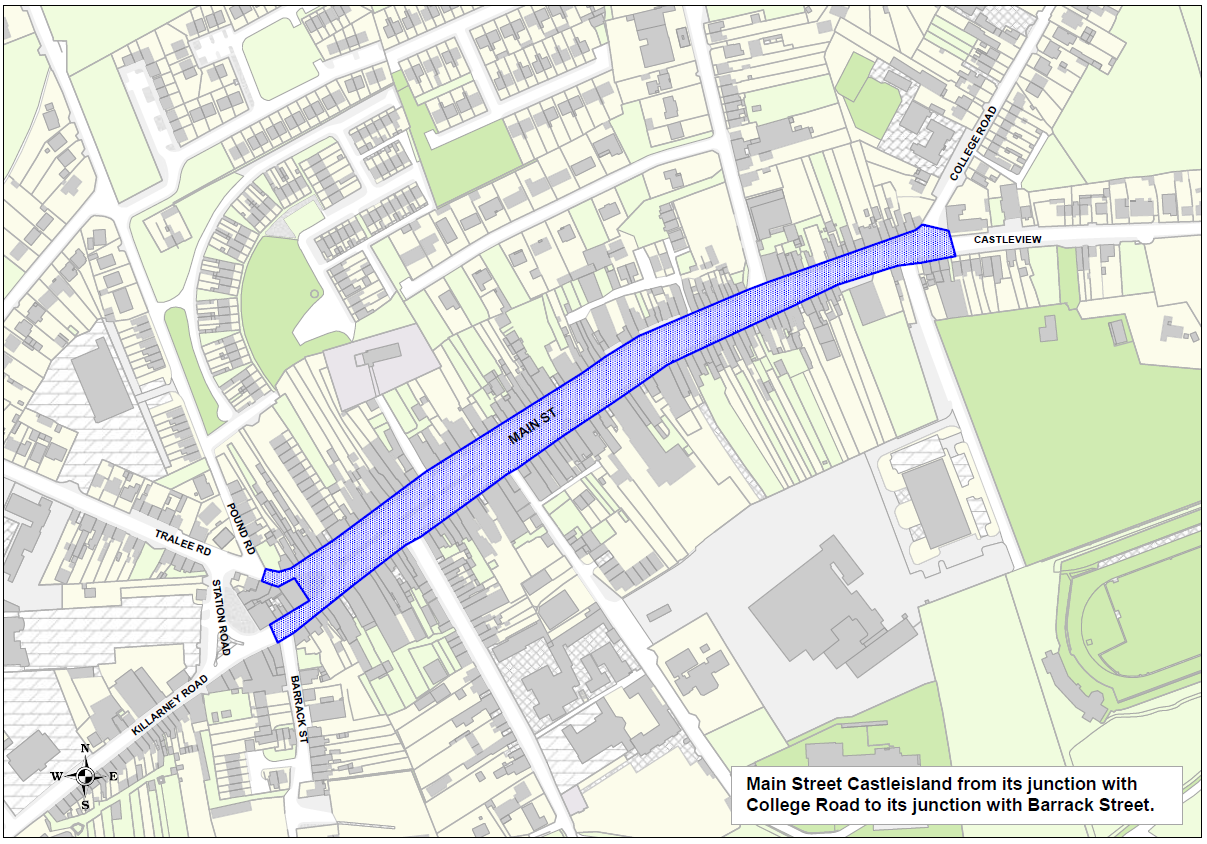 COLLEGE ROAD
CASTLEVIEW
MAIN ST
POUND RD
TRALEE RD
STATION ROAD
KILLARNEY ROAD
BARRACK ST
N
W E
S
Main Street Castleisland from its junction with
College Road to its junction with Barrack Street.